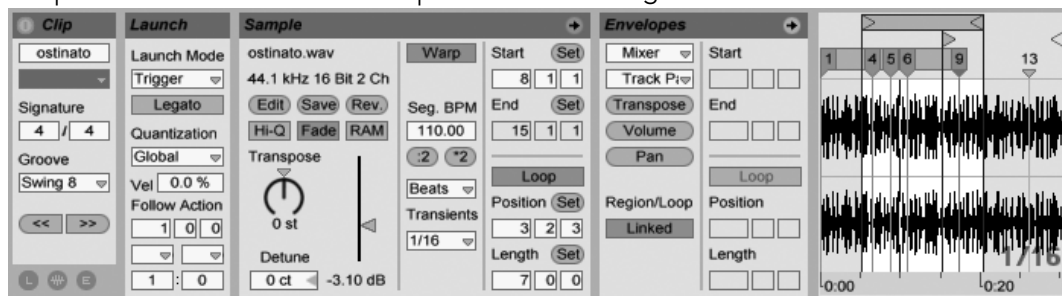 Clip
ostinato
Signature
4 / 4
Groove
Swing 8
<< >>
L E
Launch
Launch Mode
Trigger
Legato
Quantization
Global
Vel 0.0 %
Follow Action
1 0 0
1 : 0
Sample
ostinato.wav
44.1 kHz 16 Bit 2 Ch
Edit Save Rev.
Hi-Q Fade RAM
Transpose
0 st
Detune
0 ct -3.10 dB
Warp
Seg. BPM
110.00
:2 *2
Beats
Transients
1/16
Start Set
8 1 1
End Set
15 1 1
Loop
Position Set
3 2 3
Length Set
7 0 0
Envelopes
Mixer
Track Pa
Transpose
Volume
Pan
Region/Loop
Linked
Start
End
Loop
Position
Length
1 4 5 6 9 13
1/16
0:00 0:20